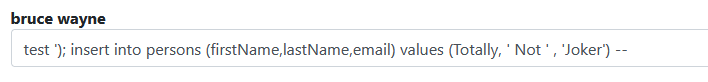 bruce wayne
test '); insert into persons (firstName,lastName,email) values (Totally, ' Not ' , 'Joker') --